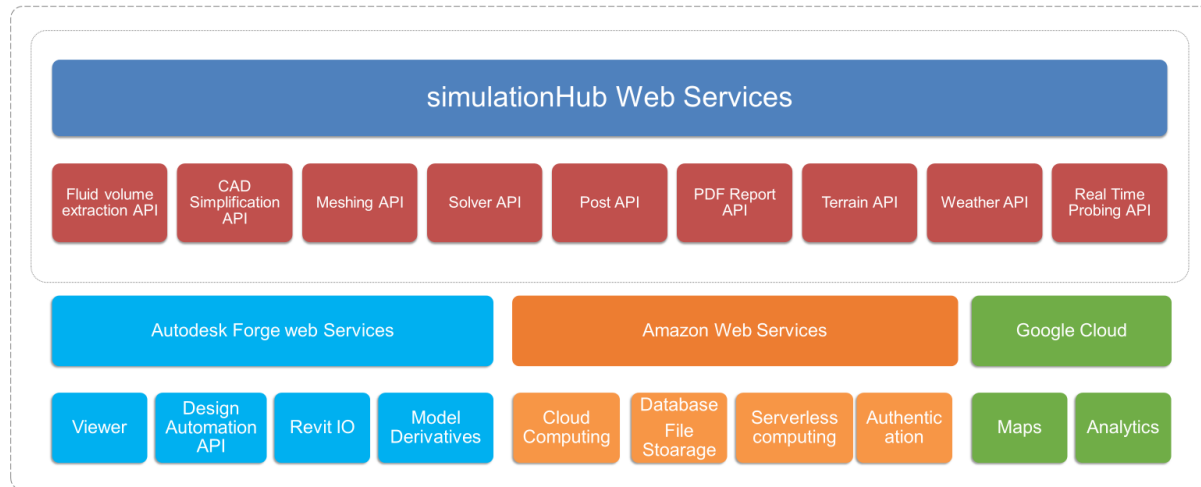 simulationHub Web Services
Fluid volume
extraction API
CAD
Simplification
API
Meshing API
Solver API
Post API
PDF Report
API
Terrain API
Weather API
Real Time
Probing API
Autodesk Forge web Services
Amazon Web Services
Google Cloud
Viewer
Design
Automation
API
Revit IO
Model
Derivatives
Cloud
Computing
Database
File
Stoarage
Serverless
computing
Authentic
ation
Maps
Analytics